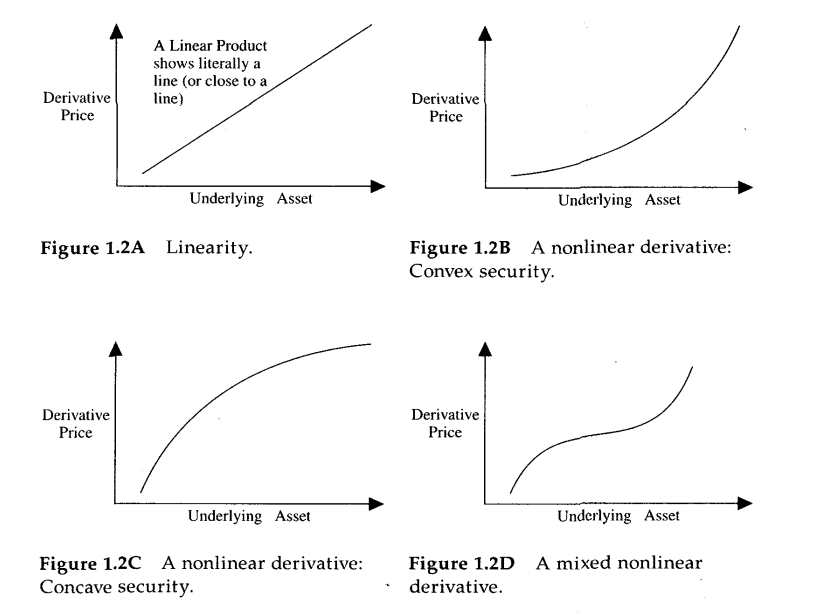 A Linear Product
shows literally a
line (or close to a
line)
Derivative
Price
Underlying Asset
Figure 1.2A Linearity.
Derivative
Price
Underlying Asset
Figure 1.2B A nonlinear derivative:
Convex security.
Derivative
Price
Underlying Asset
Figure 1.2C A nonlinear derivative:
Concave security.
Derivative
Price
Underlying Asset
Figure 1.2D A mixed nonlinear
derivative.